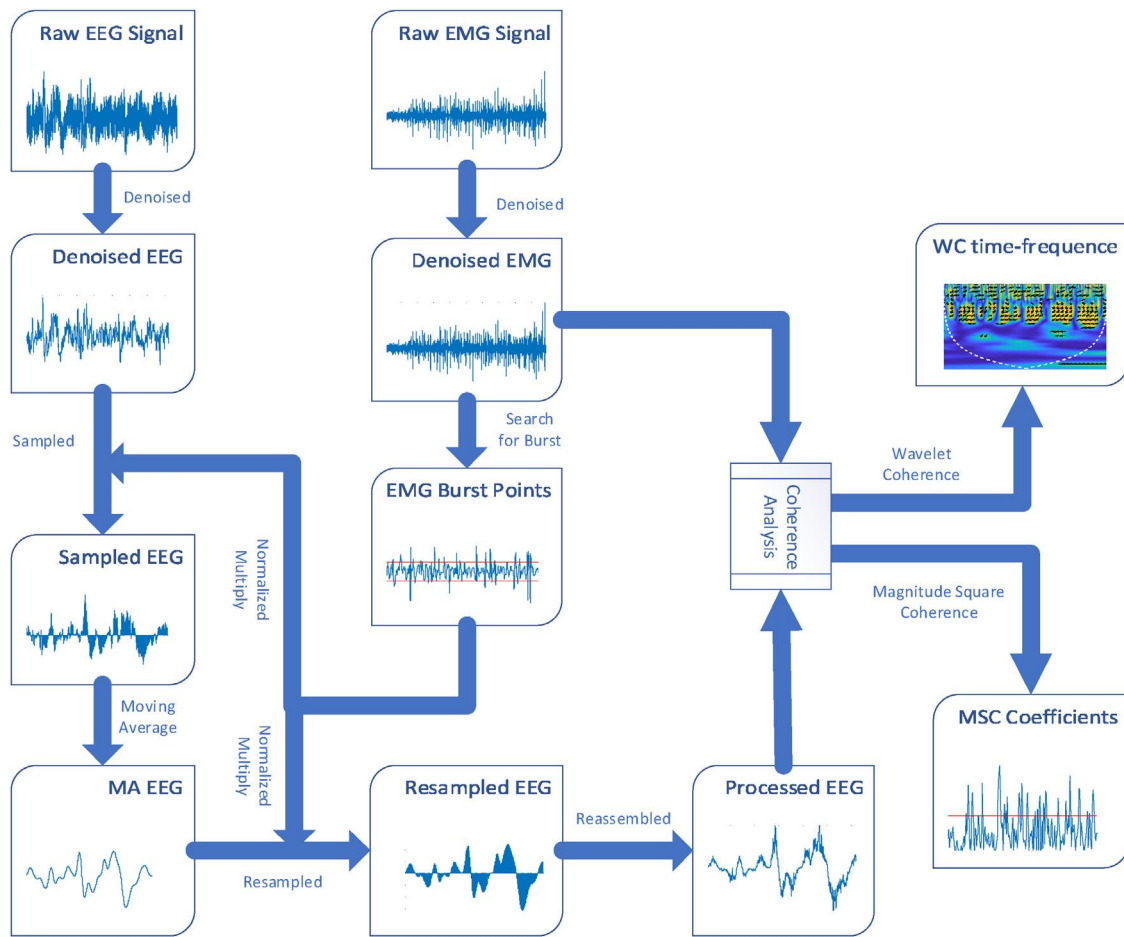 Raw EEG Signal
Raw EMG Signal
Denoised
Denoised
Denoised EEG
Denoised EMG
WC time-frequence
Sampled
Search
for Burst
Wavelet
Coherence
EMG Burst Points
Coherence
Analysis
Sampled EEG
Normalized
Multiply
Magnitude Square
Coherence
Moving
Average
Normalized
Multiply
MSC Coefficients
MA EEG
Resampled EEG
Processed EEG
Resampled
Reassembled